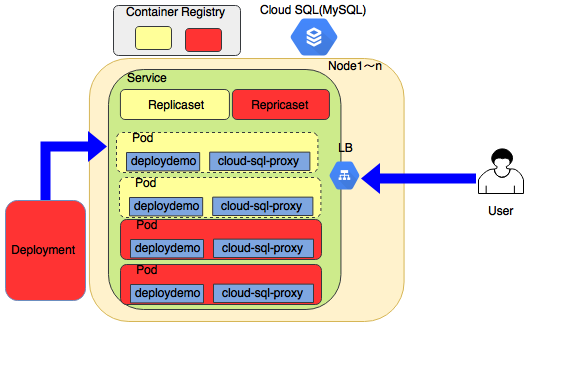 Container Registry
Cloud SQL(MySQL)
Node1〜n
Service
Replicaset
Repricaset
Pod
deploydemo
cloud-sql-proxy
LB
Pod
deploydemo
cloud-sql-proxy
User
Pod
deploydemo
cloud-sql-proxy
Deployment
Pod
deploydemo
cloud-sql-proxy